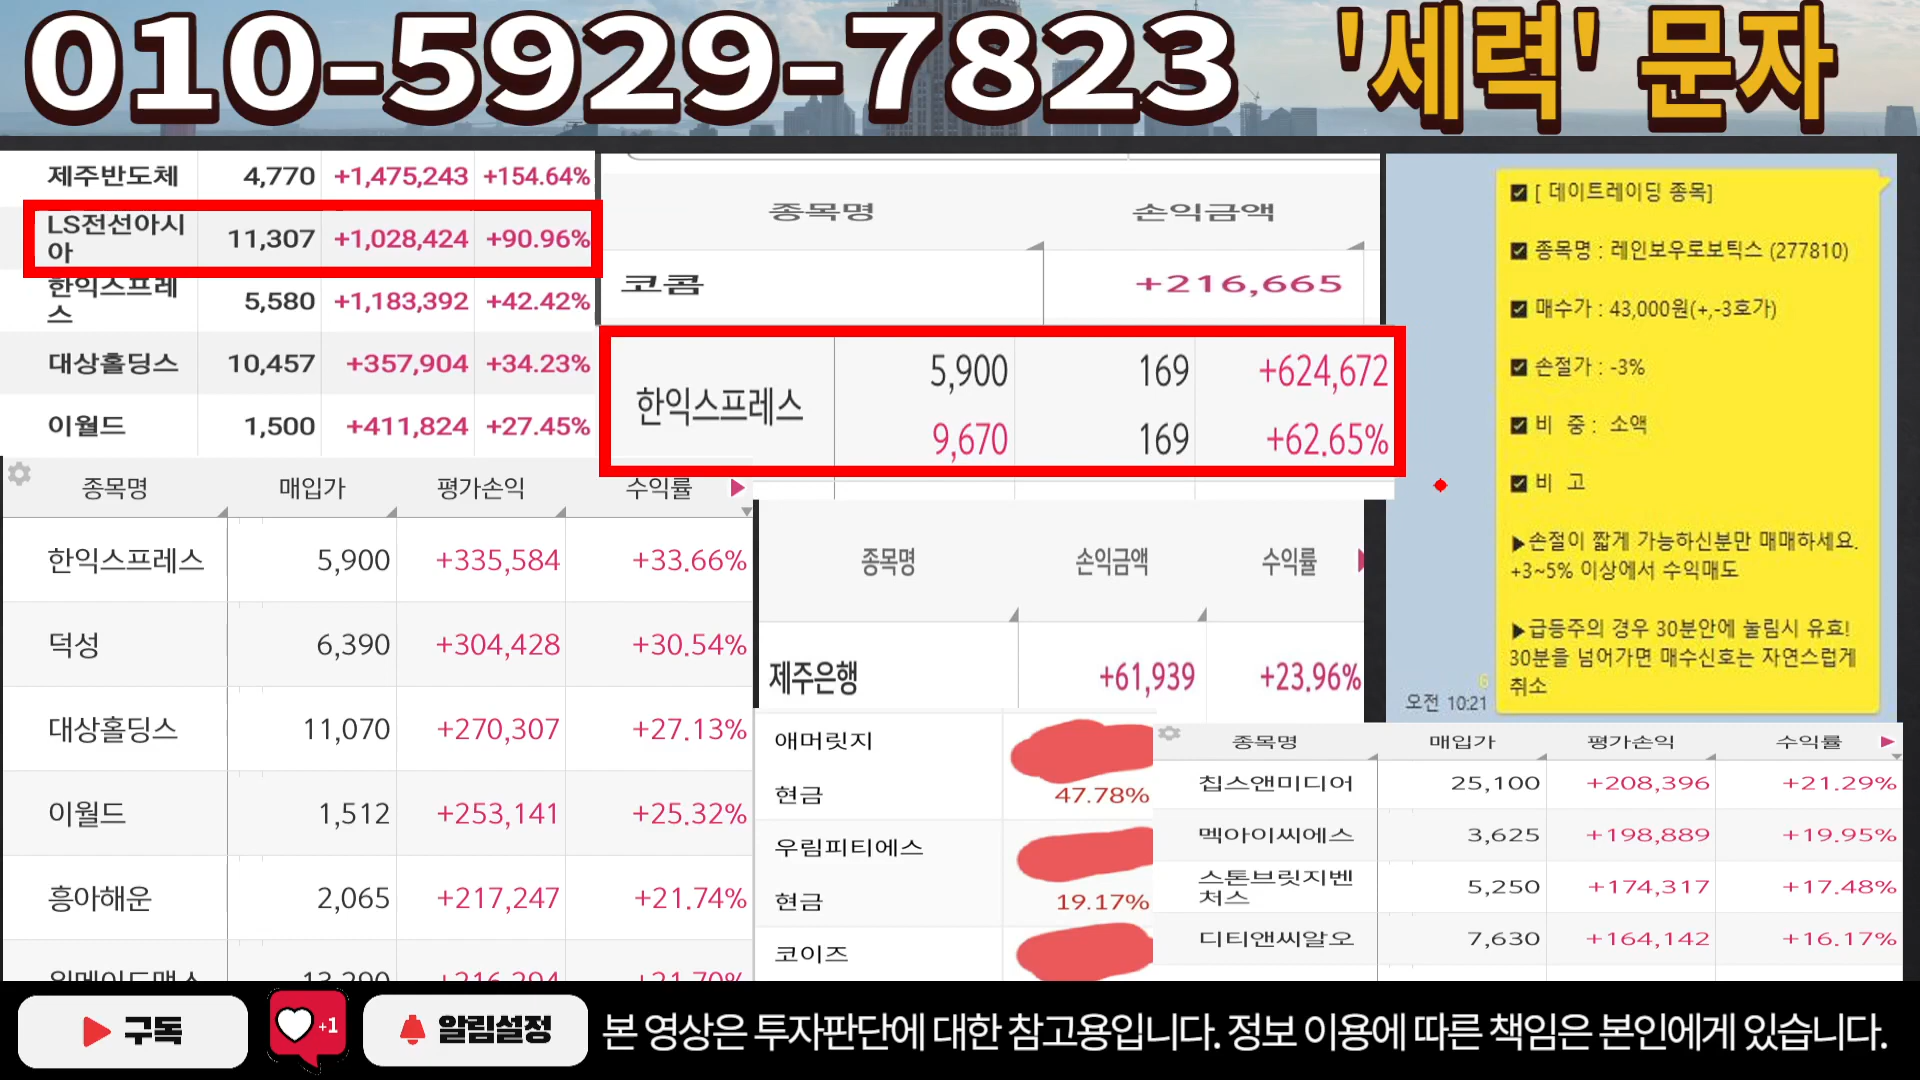 010-5929-7823 '세력' 문자
제주반도체 4,770 +1,475,243 +154.64%
LS전선아시아 11,307 +1,028,424 +90.96%
한익스프레스 5,580 +1,183,392 +42.42%
대상홀딩스 10,457 +357,904 +34.23%
이월드 1,500 +411,824 +27.45%
종목명 손익금액
코콤 +216,665
한익스프레스 5,900 169 +624,672
9,670 169 +62.65%
종목명 매입가 평가손익 수익률
한익스프레스 5,900 +335,584 +33.66%
덕성 6,390 +304,428 +30.54%
대상홀딩스 11,070 +270,307 +27.13%
이월드 1,512 +253,141 +25.32%
흥아해운 2,065 +217,247 +21.74%
종목명 손익금액 수익률
제주은행 +61,939 +23.96%
애머릿지
현금 47.78%
우림피티에스
현금 19.17%
코이즈
[ 데이트레이딩 종목]
종목명 : 레인보우로보틱스 (277810)
매수가 : 43,000원(+,-3호가)
손절가 : -3%
비 중 : 소액
비 고
▶손절이 짧게 가능하신분만 매매하세요.
+3~5% 이상에서 수익매도
▶급등주의 경우 30분안에 눌림시 유효!
30분을 넘어가면 매수신호는 자연스럽게
취소
6
오전 10:21
종목명 매입가 평가손익 수익률
칩스앤미디어 25,100 +208,396 +21.29%
멕아이씨에스 3,625 +198,889 +19.95%
스톤브릿지벤처스 5,250 +174,317 +17.48%
디티앤씨알오 7,630 +164,142 +16.17%
구독 +1 알림설정 본 영상은 투자판단에 대한 참고용입니다. 정보 이용에 따른 책임은 본인에게 있습니다.